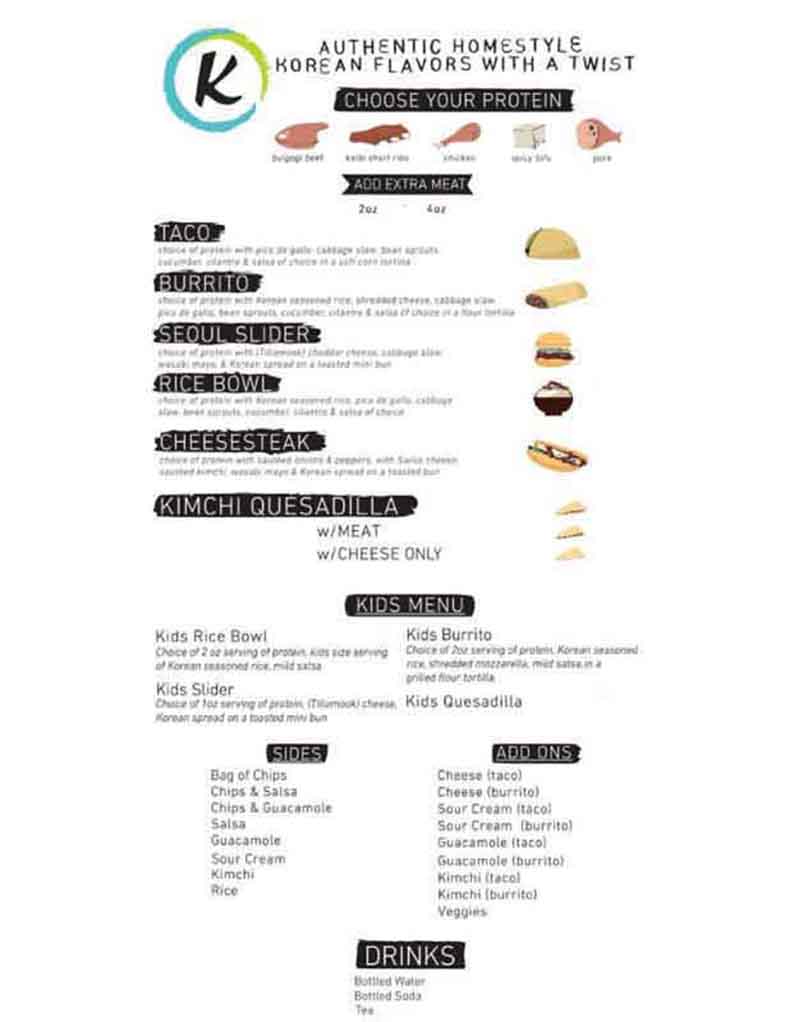 K
AUTHENTIC HOMESTYLE
KOREAN FLAVORS WITH A TWIST
CHOOSE YOUR PROTEIN
bulgogi beef kalbi short ribs chicken spicy tofu pork
ADD EXTRA MEAT
2oz 4oz
TACO
choice of protein with pico de gallo, cabbage slaw, bean sprouts,
cucumber, cilantro & salsa of choice in a soft corn tortilla
BURRITO
choice of protein with Korean seasoned rice, shredded cheese, cabbage slaw
pico de gallo, bean sprouts, cucumber, cilantro & salsa of choice in a flour tortilla
SEOUL SLIDER
choice of protein with (Tillamook) cheddar cheese, cabbage slaw
wasabi mayo, & Korean spread on a toasted mini bun
RICE BOWL
choice of protein with Korean seasoned rice, pico de gallo, cabbage
slaw, bean sprouts, cucumber, cilantro & salsa of choice
CHEESESTEAK
choice of protein with sauteed onions & peppers, with Swiss cheese,
sauteed kimchi, wasabi mayo & Korean spread on a toasted bun
KIMCHI QUESADILLA
w/MEAT
w/CHEESE ONLY
KIDS MENU
Kids Rice Bowl
Choice of 2 oz serving of protein, kids size serving
of Korean seasoned rice, mild salsa
Kids Slider
Choice of 1oz serving of protein, (Tillamook) cheese,
Korean spread on a toasted mini bun
Kids Burrito
Choice of 2oz serving of protein, Korean seasoned
rice, shredded mozzarella, mild salsa in a
grilled flour tortilla
Kids Quesadilla
SIDES
Bag of Chips
Chips & Salsa
Chips & Guacamole
Salsa
Guacamole
Sour Cream
Kimchi
Rice
ADD ONS
Cheese (taco)
Cheese (burrito)
Sour Cream (taco)
Sour Cream (burrito)
Guacamole (taco)
Guacamole (burrito)
Kimchi (taco)
Kimchi (burrito)
Veggies
DRINKS
Bottled Water
Bottled Soda
Tea